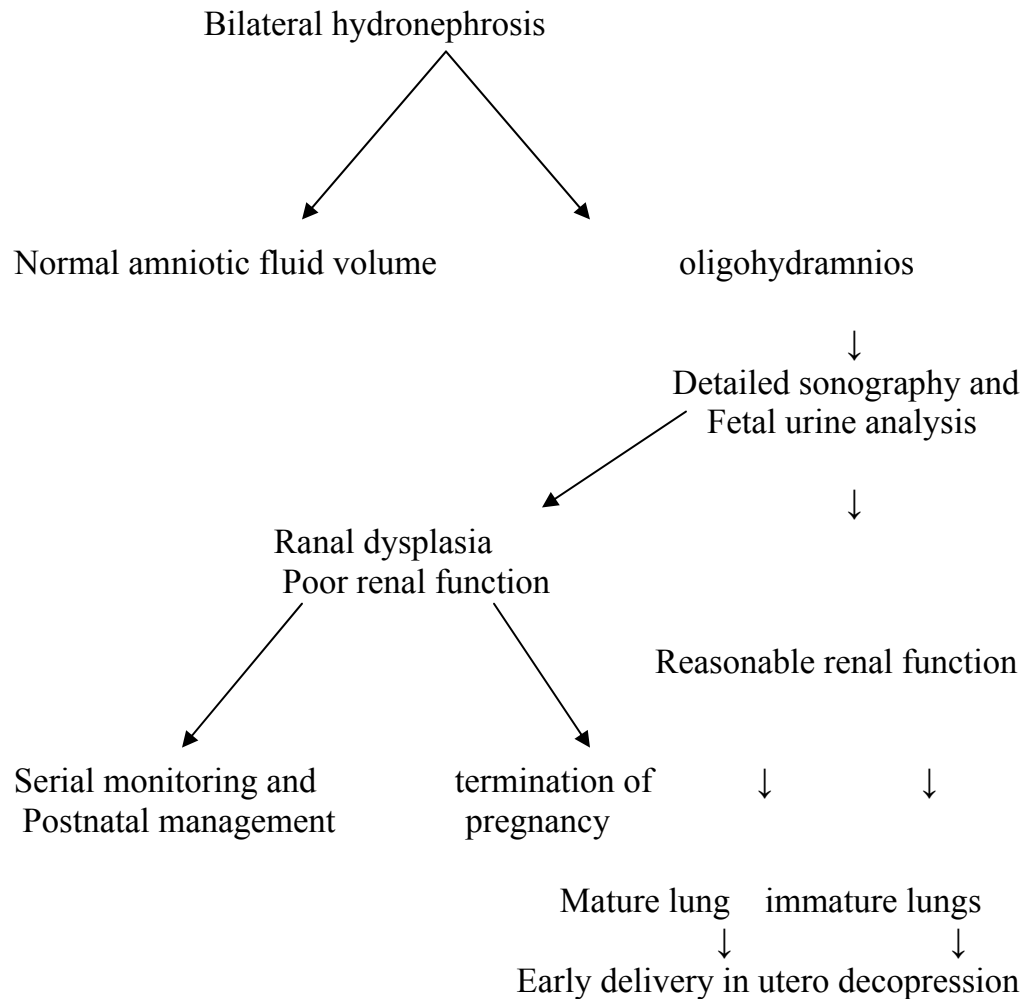 Bilateral hydronephrosis
Normal amniotic fluid volume oligohydramnios
↓
Detailed sonography and
Fetal urine analysis
↓
Ranal dysplasia
Poor renal function
Reasonable renal function
Serial monitoring and termination of ↓ ↓
Postnatal management pregnancy
Mature lung immature lungs
↓ ↓
Early delivery in utero decopression